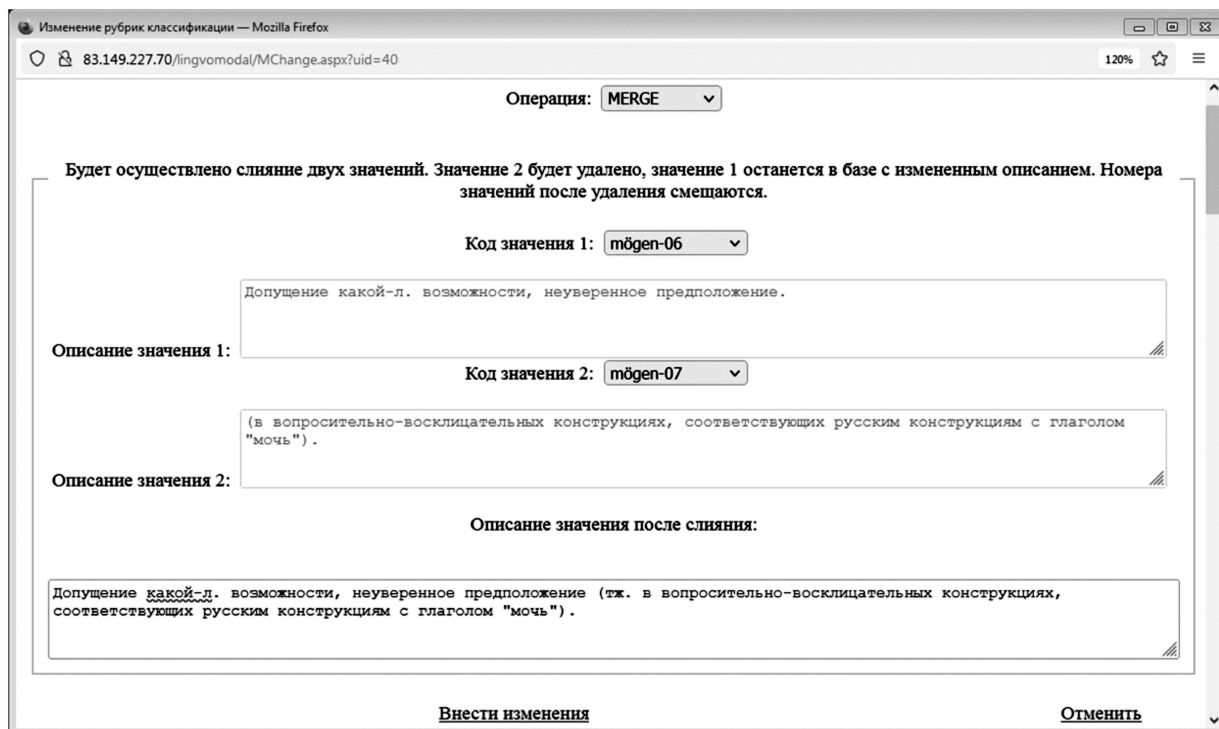 Изменение рубрик классификации — Mozilla Firefox
83.149.227.70/lingvomodal/MChange.aspx?uid=40
120%
Операция: MERGE
Будет осуществлено слияние двух значений. Значение 2 будет удалено, значение 1 останется в базе с измененным описанием. Номера
значений после удаления смещаются.
Код значения 1: mögen-06
Допущение какой-л. возможности, неуверенное предположение.
Описание значения 1:
Код значения 2: mögen-07
(в вопросительно-восклицательных конструкциях, соответствующих русским конструкциям с глаголом
"мочь").
Описание значения 2:
Описание значения после слияния:
Допущение какой-л. возможности, неуверенное предположение (тж. в вопросительно-восклицательных конструкциях,
соответствующих русским конструкциям с глаголом "мочь").
Внести изменения Отменить